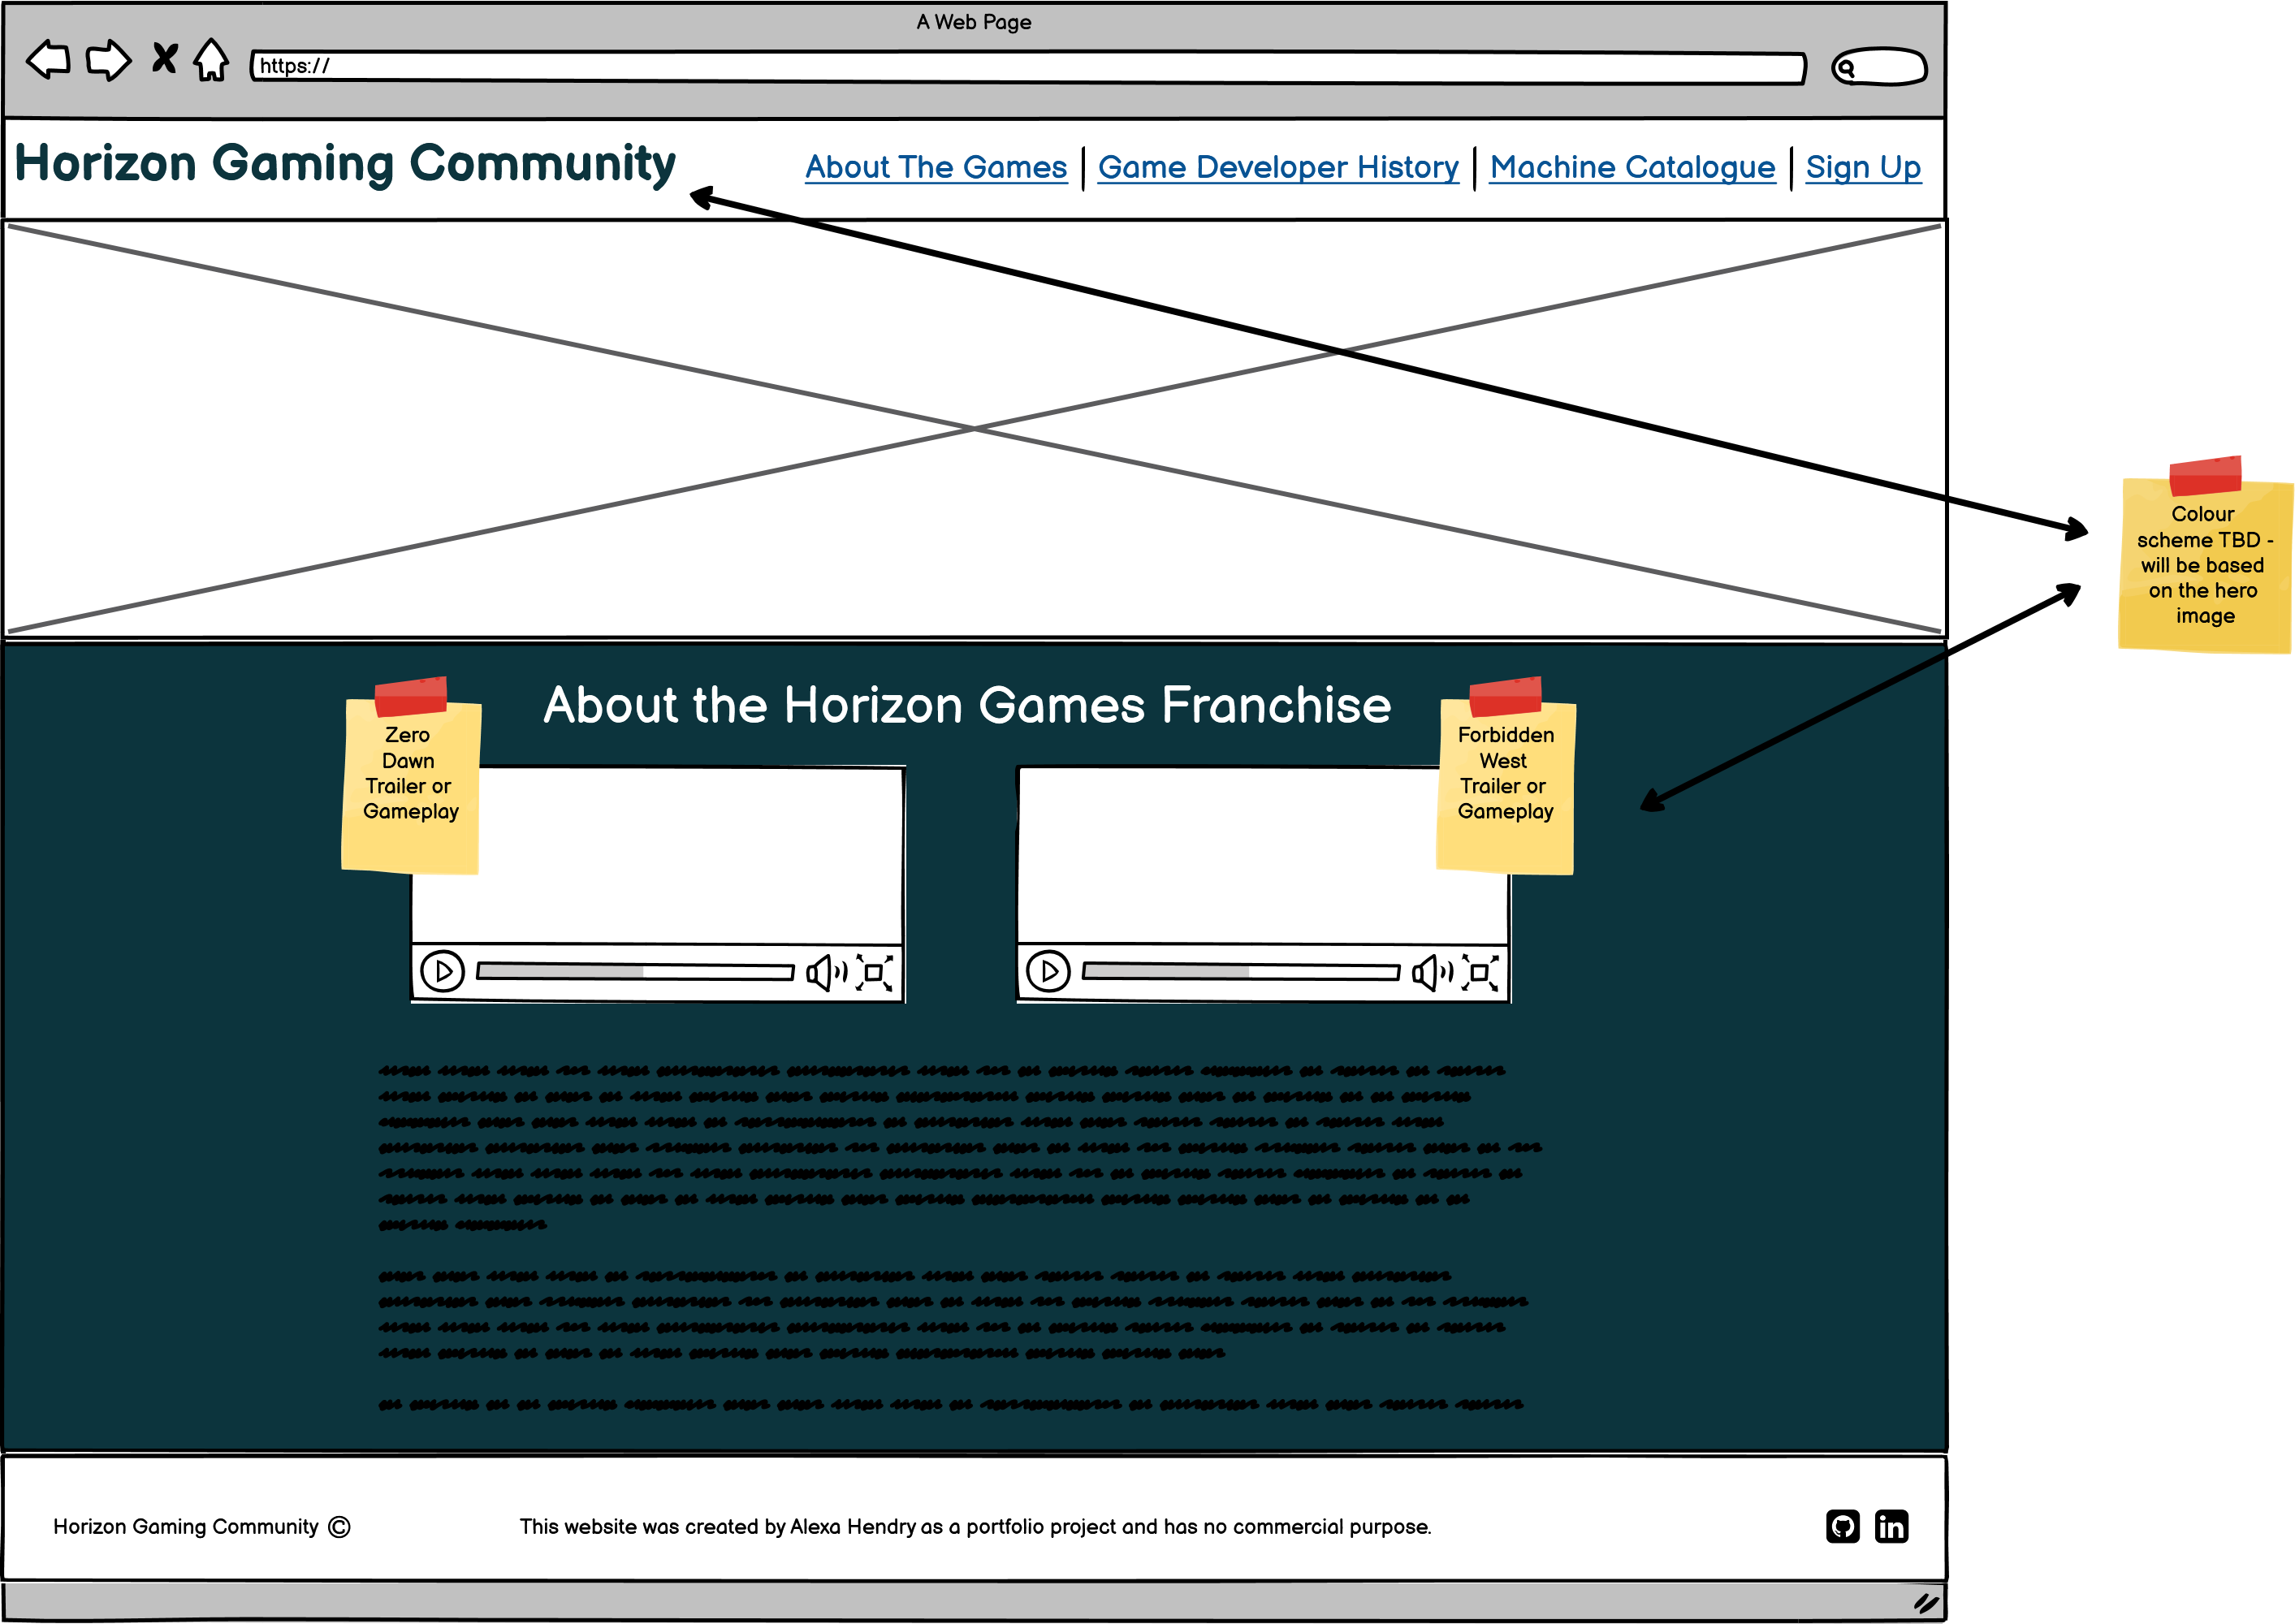 A Web Page
https://
Horizon Gaming Community
About The Games | Game Developer History | Machine Catalogue | Sign Up
Colour
scheme TBD -
will be based
on the hero
image
About the Horizon Games Franchise
Zero
Dawn
Trailer or
Gameplay
Forbidden
West
Trailer or
Gameplay
Horizon Gaming Community ©
This website was created by Alexa Hendry as a portfolio project and has no commercial purpose.
in